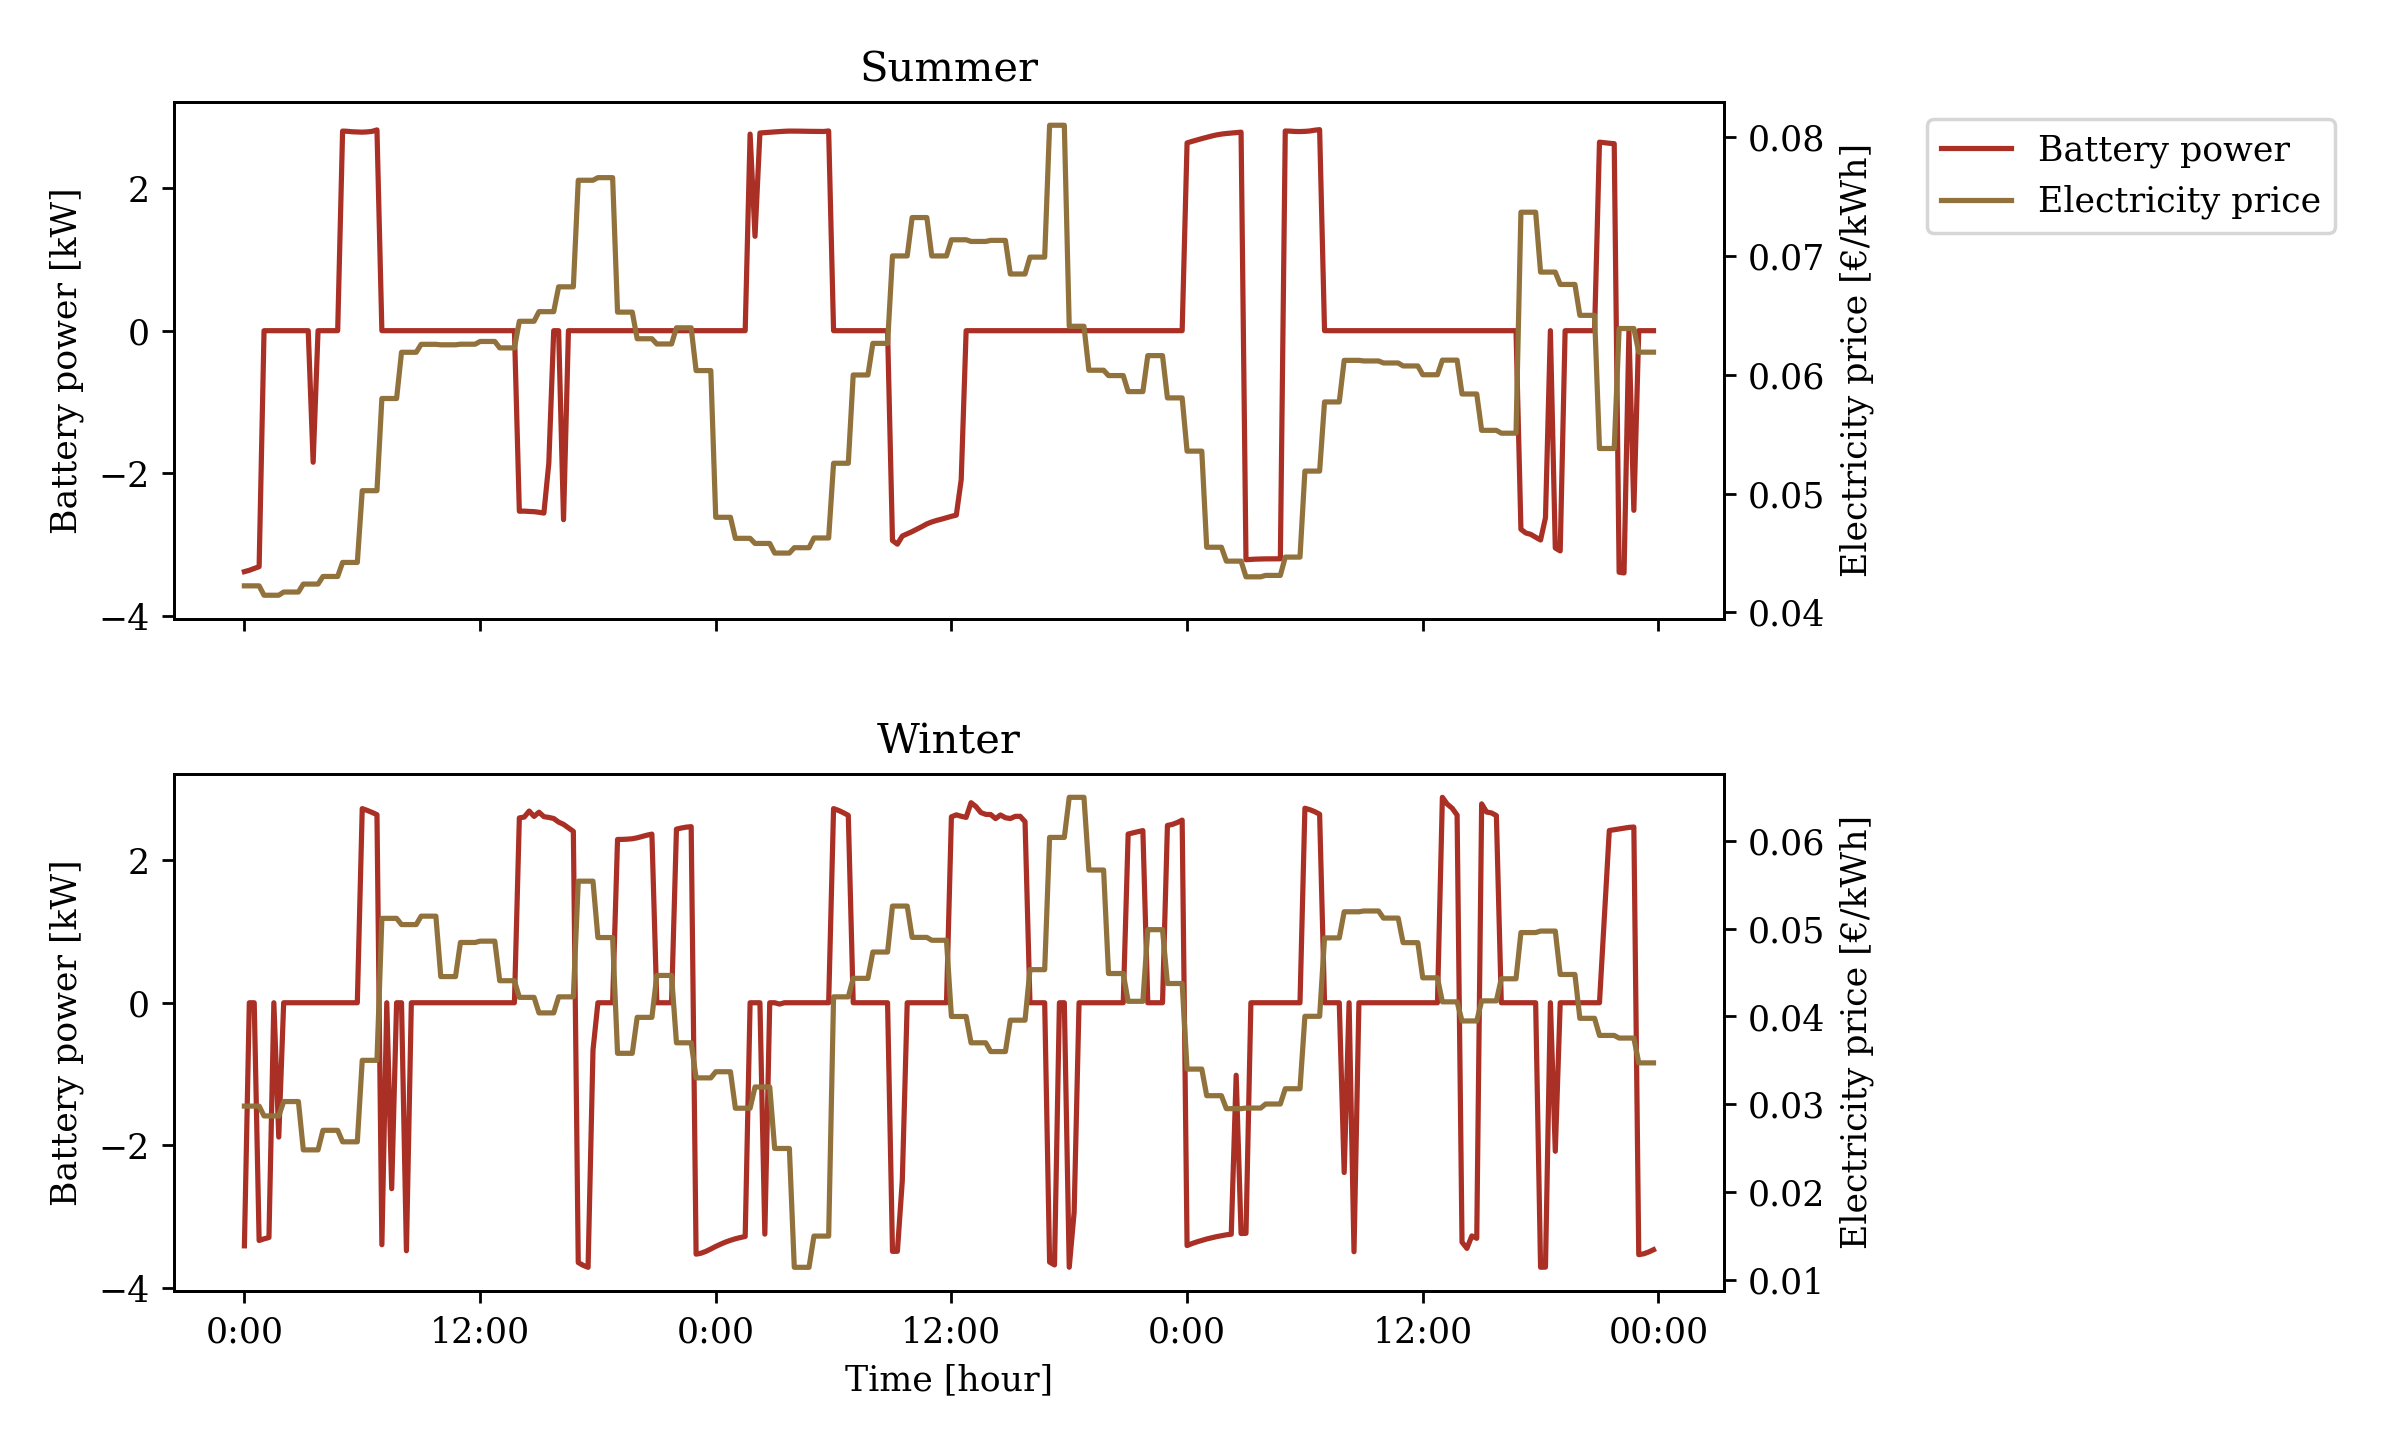 Summer
Battery power [kW]
2
0
−2
−4
0.08
0.07
0.06
0.05
0.04
Electricity price [€/kWh]
Battery power
Electricity price
Winter
Battery power [kW]
2
0
−2
−4
0.06
0.05
0.04
0.03
0.02
0.01
Electricity price [€/kWh]
0:00 12:00 0:00 12:00 0:00 12:00 00:00
Time [hour]